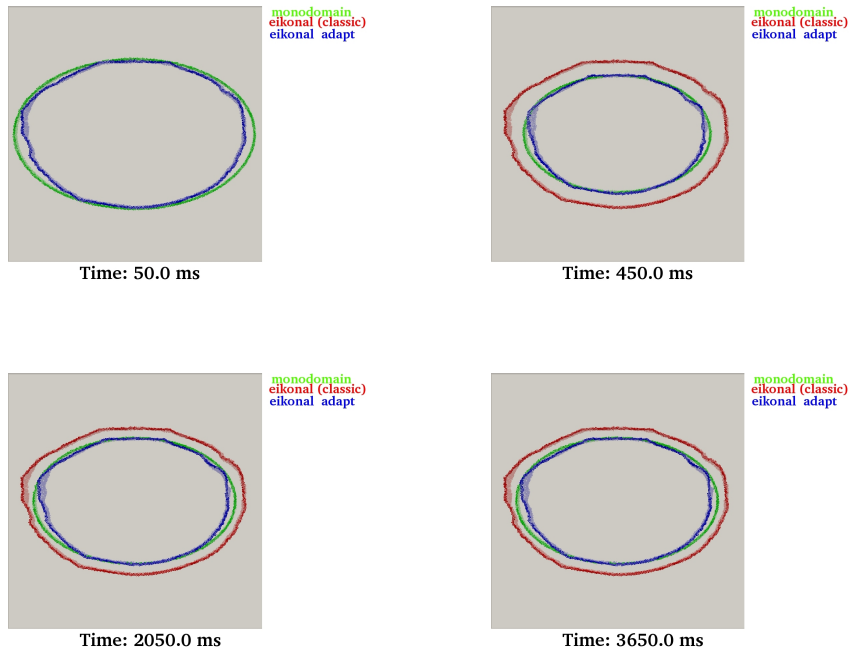 monodomain
eikonal (classic)
eikonal adapt
Time: 50.0 ms
monodomain
eikonal (classic)
eikonal adapt
Time: 450.0 ms
monodomain
eikonal (classic)
eikonal adapt
Time: 2050.0 ms
monodomain
eikonal (classic)
eikonal adapt
Time: 3650.0 ms